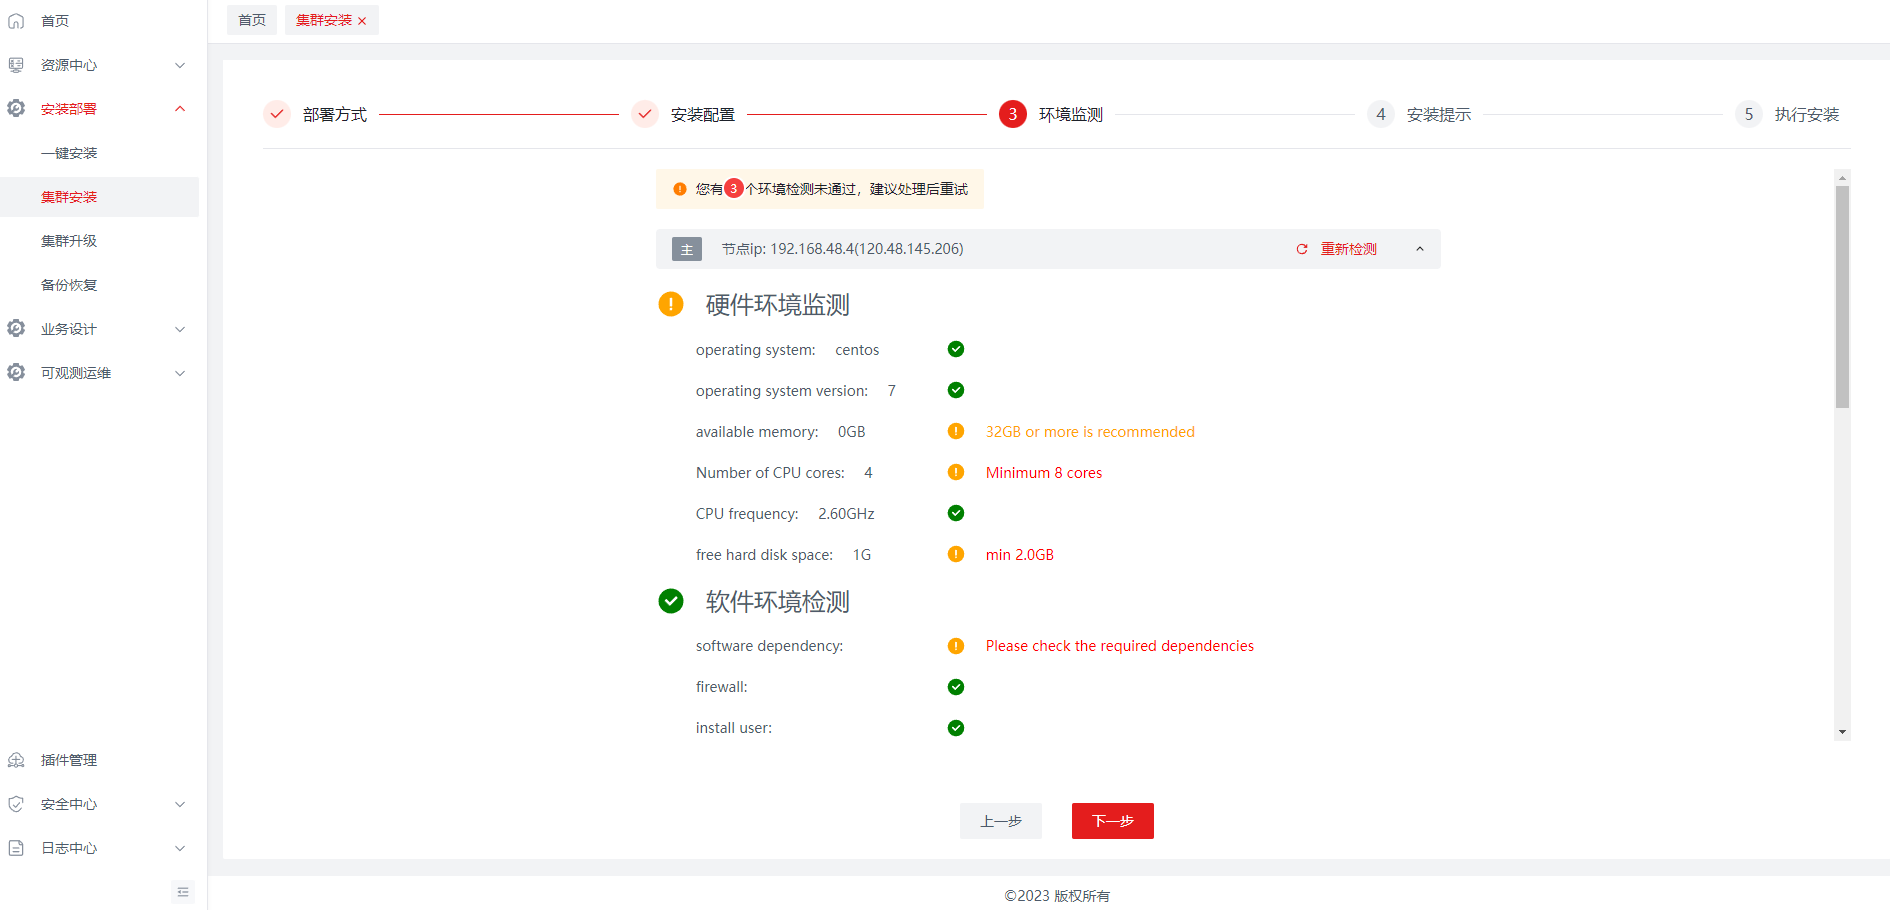 首页
资源中心
安装部署
一键安装
集群安装
集群升级
备份恢复
业务设计
可观测运维
插件管理
安全中心
日志中心
首页
集群安装
部署方式
安装配置
3 环境监测
4 安装提示
5 执行安装
您有3个环境检测未通过，建议处理后重试
主 节点ip: 192.168.48.4(120.48.145.206) 重新检测
硬件环境监测
operating system: centos
operating system version: 7
available memory: 0GB 32GB or more is recommended
Number of CPU cores: 4 Minimum 8 cores
CPU frequency: 2.60GHz
free hard disk space: 1G min 2.0GB
软件环境检测
software dependency: Please check the required dependencies
firewall:
install user:
上一步 下一步
©2023 版权所有